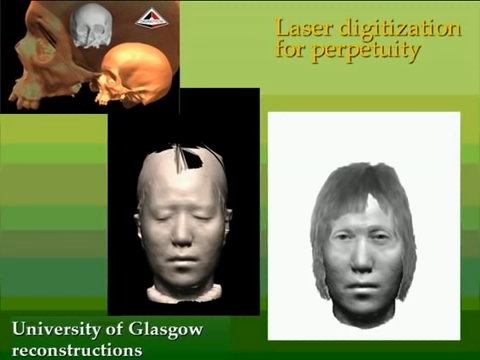 Laser digitization
for perpetuity
University of Glasgow
reconstructions